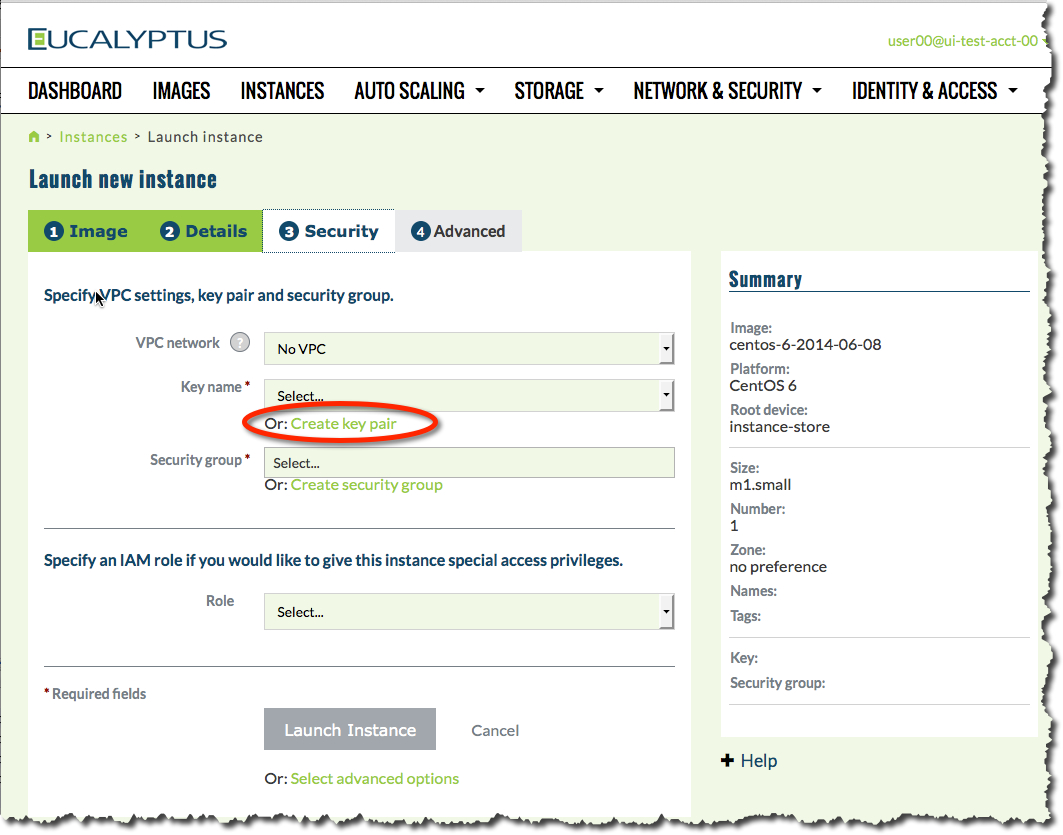 EUCALYPTUS
user00@ui-test-acct-00
DASHBOARD IMAGES INSTANCES AUTO SCALING STORAGE NETWORK & SECURITY IDENTITY & ACCESS
> Instances > Launch instance
Launch new instance
1 Image 2 Details 3 Security 4 Advanced
Specify VPC settings, key pair and security group.
VPC network ? No VPC
Key name * Select...
Or: Create key pair
Security group * Select...
Or: Create security group
Specify an IAM role if you would like to give this instance special access privileges.
Role Select...
* Required fields
Launch Instance Cancel
Or: Select advanced options
Summary
Image:
centos-6-2014-06-08
Platform:
CentOS 6
Root device:
instance-store
Size:
m1.small
Number:
1
Zone:
no preference
Names:
Tags:
Key:
Security group:
+ Help